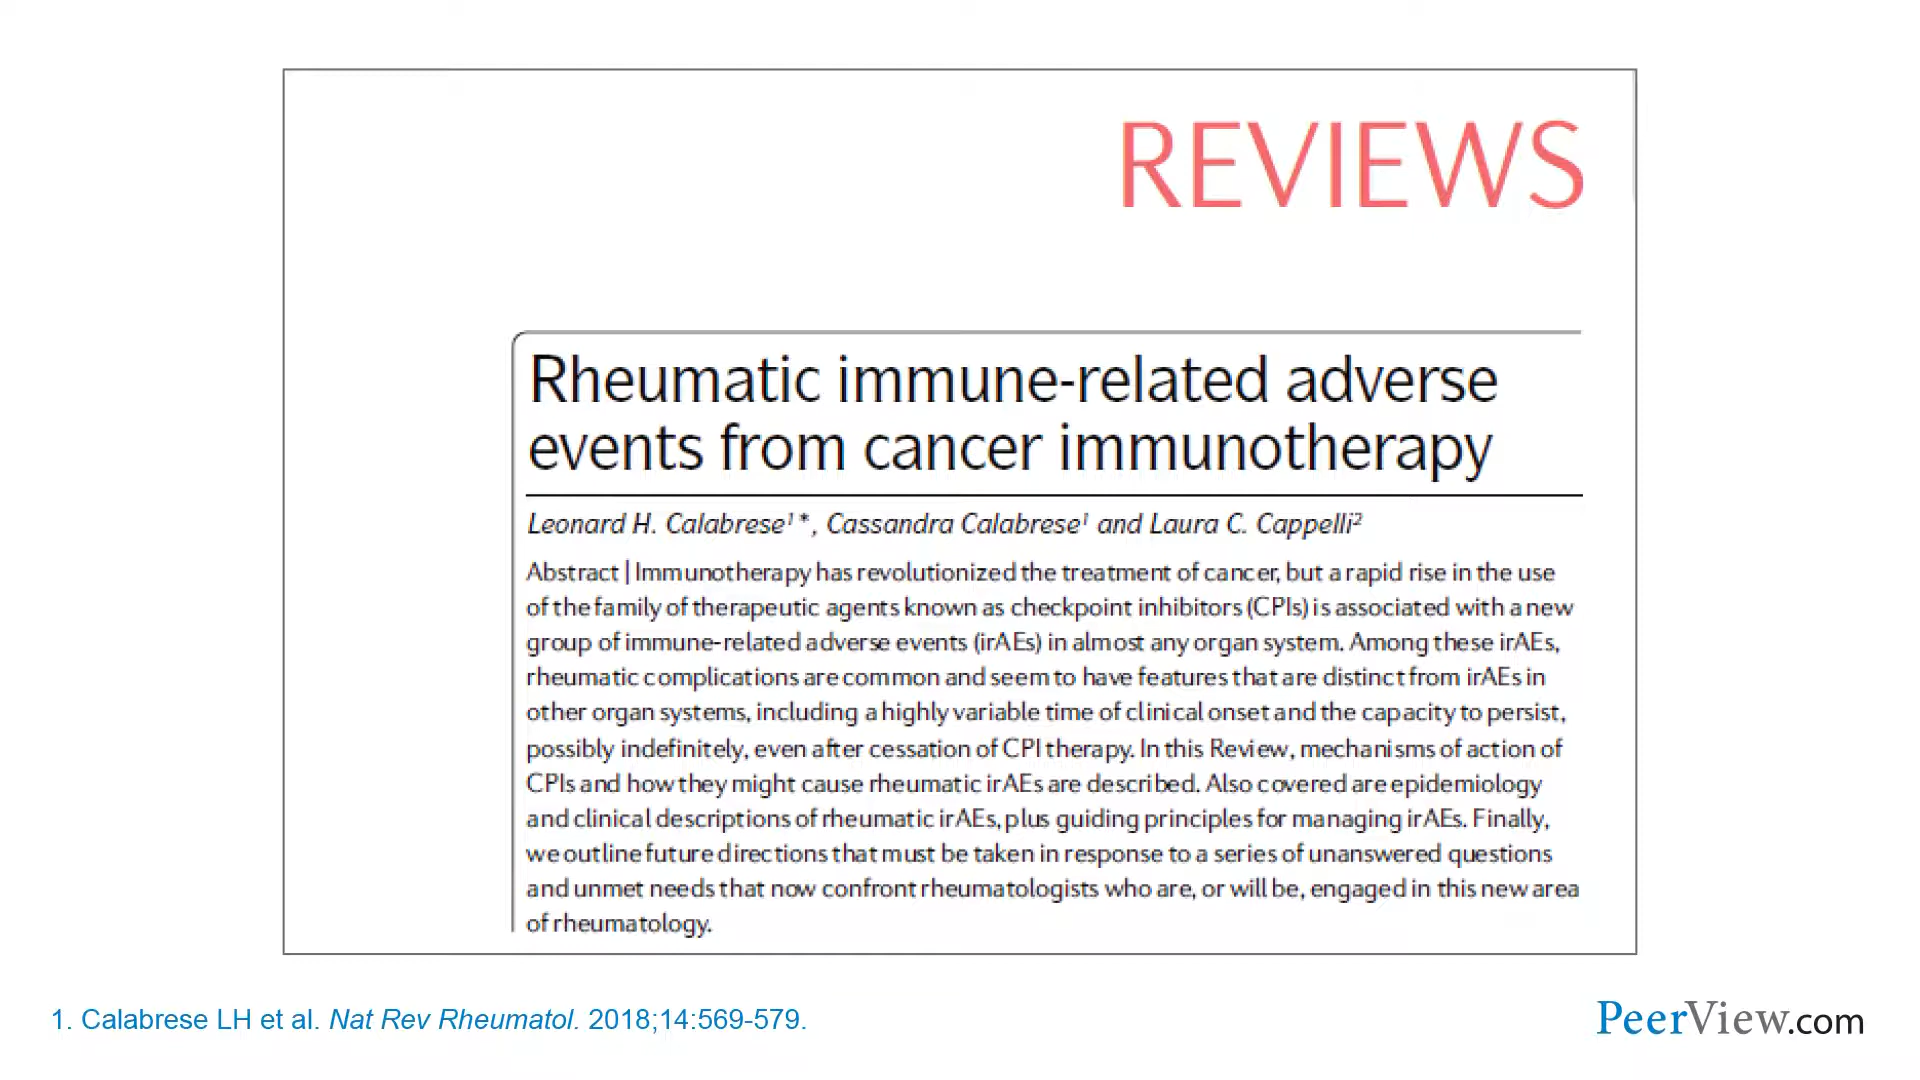 REVIEWS
Rheumatic immune-related adverse
events from cancer immunotherapy
Leonard H. Calabrese¹*, Cassandra Calabrese¹ and Laura C. Cappelli²
Abstract | Immunotherapy has revolutionized the treatment of cancer, but a rapid rise in the use
of the family of therapeutic agents known as checkpoint inhibitors (CPIs) is associated with a new
group of immune-related adverse events (irAEs) in almost any organ system. Among these irAEs,
rheumatic complications are common and seem to have features that are distinct from irAEs in
other organ systems, including a highly variable time of clinical onset and the capacity to persist,
possibly indefinitely, even after cessation of CPI therapy. In this Review, mechanisms of action of
CPIs and how they might cause rheumatic irAEs are described. Also covered are epidemiology
and clinical descriptions of rheumatic irAEs, plus guiding principles for managing irAEs. Finally,
we outline future directions that must be taken in response to a series of unanswered questions
and unmet needs that now confront rheumatologists who are, or will be, engaged in this new area
of rheumatology.
1. Calabrese LH et al. Nat Rev Rheumatol. 2018;14:569-579.
PeerView.com